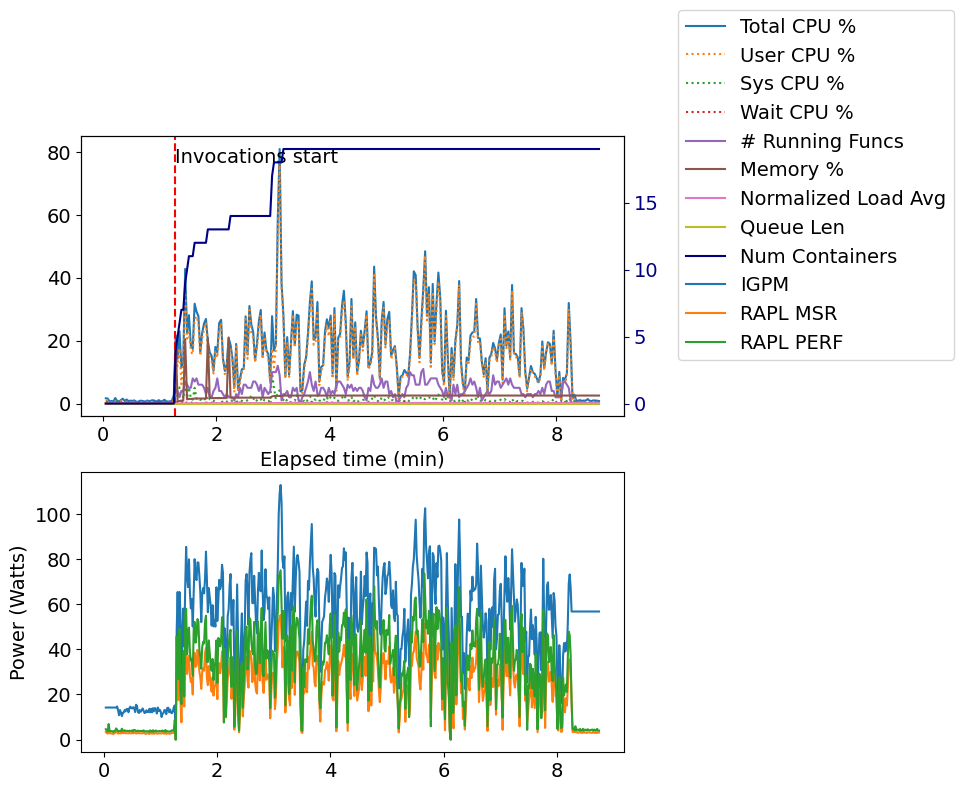 Total CPU %
User CPU %
Sys CPU %
Wait CPU %
# Running Funcs
Memory %
Normalized Load Avg
Queue Len
Num Containers
IGPM
RAPL MSR
RAPL PERF
Invocations start
80
60
40
20
0
15
10
5
0
0 2 4 6 8
Elapsed time (min)
Power (Watts)
100
80
60
40
20
0
0 2 4 6 8